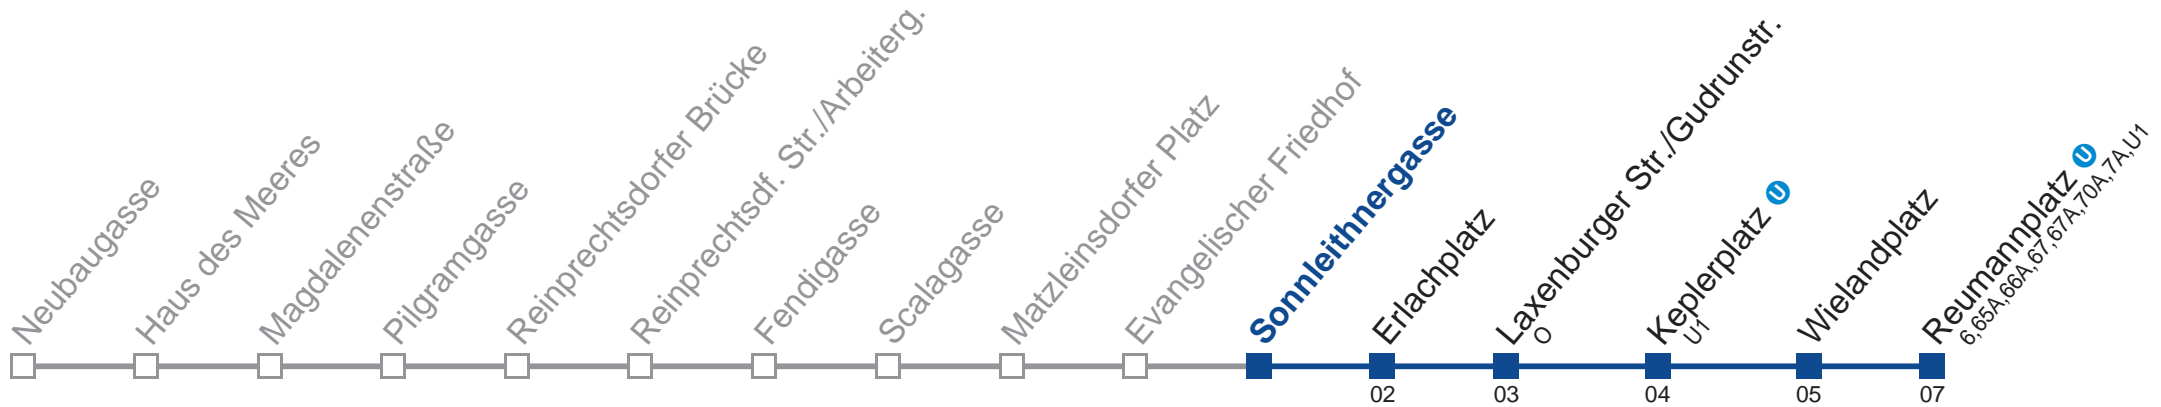 Neubaugasse
Haus des Meeres
Magdalenenstraße
Pilgramgasse
Reinprechtsdorfer Brücke
Reinprechtsdf. Str./Arbeiterg.
Fendigasse
Scalagasse
Matzleinsdorfer Platz
Evangelischer Friedhof
Sonnleithnergasse
Erlachplatz
02
Laxenburger Str./Gudrunstr.
O
03
Keplerplatz U
U1
04
Wielandplatz
05
Reumannplatz U
6,65A,66A,67,67A,70A,7A,U1
07